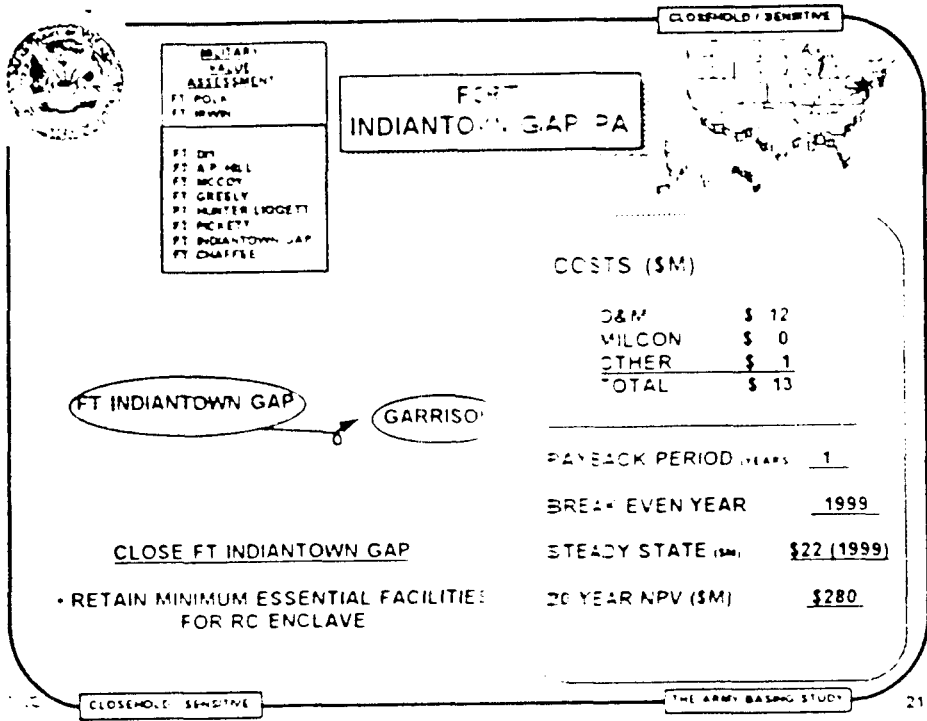 CLOSEHOLD / SENSITIVE
MILITARY
VALUE
ASSESSMENT
FT POLK
FT IRWIN
FT DIX
FT A.P. HILL
FT MCCOY
FT GREELY
FT HUNTER LIGGETT
FT PICKETT
FT INDIANTOWN GAP
FT CHAFFEE
FORT
INDIANTOWN GAP PA
COSTS ($M)
O&M $ 12
MILCON $ 0
OTHER $ 1
TOTAL $ 13
FT INDIANTOWN GAP
GARRISO
PAYBACK PERIOD (YEARS) 1
BREAK EVEN YEAR 1999
CLOSE FT INDIANTOWN GAP
STEADY STATE ($M) $22 (1999)
• RETAIN MINIMUM ESSENTIAL FACILITIES
FOR RC ENCLAVE
20 YEAR NPV ($M) $280
CLOSEHOLD / SENSITIVE
THE ARMY BASING STUDY
21